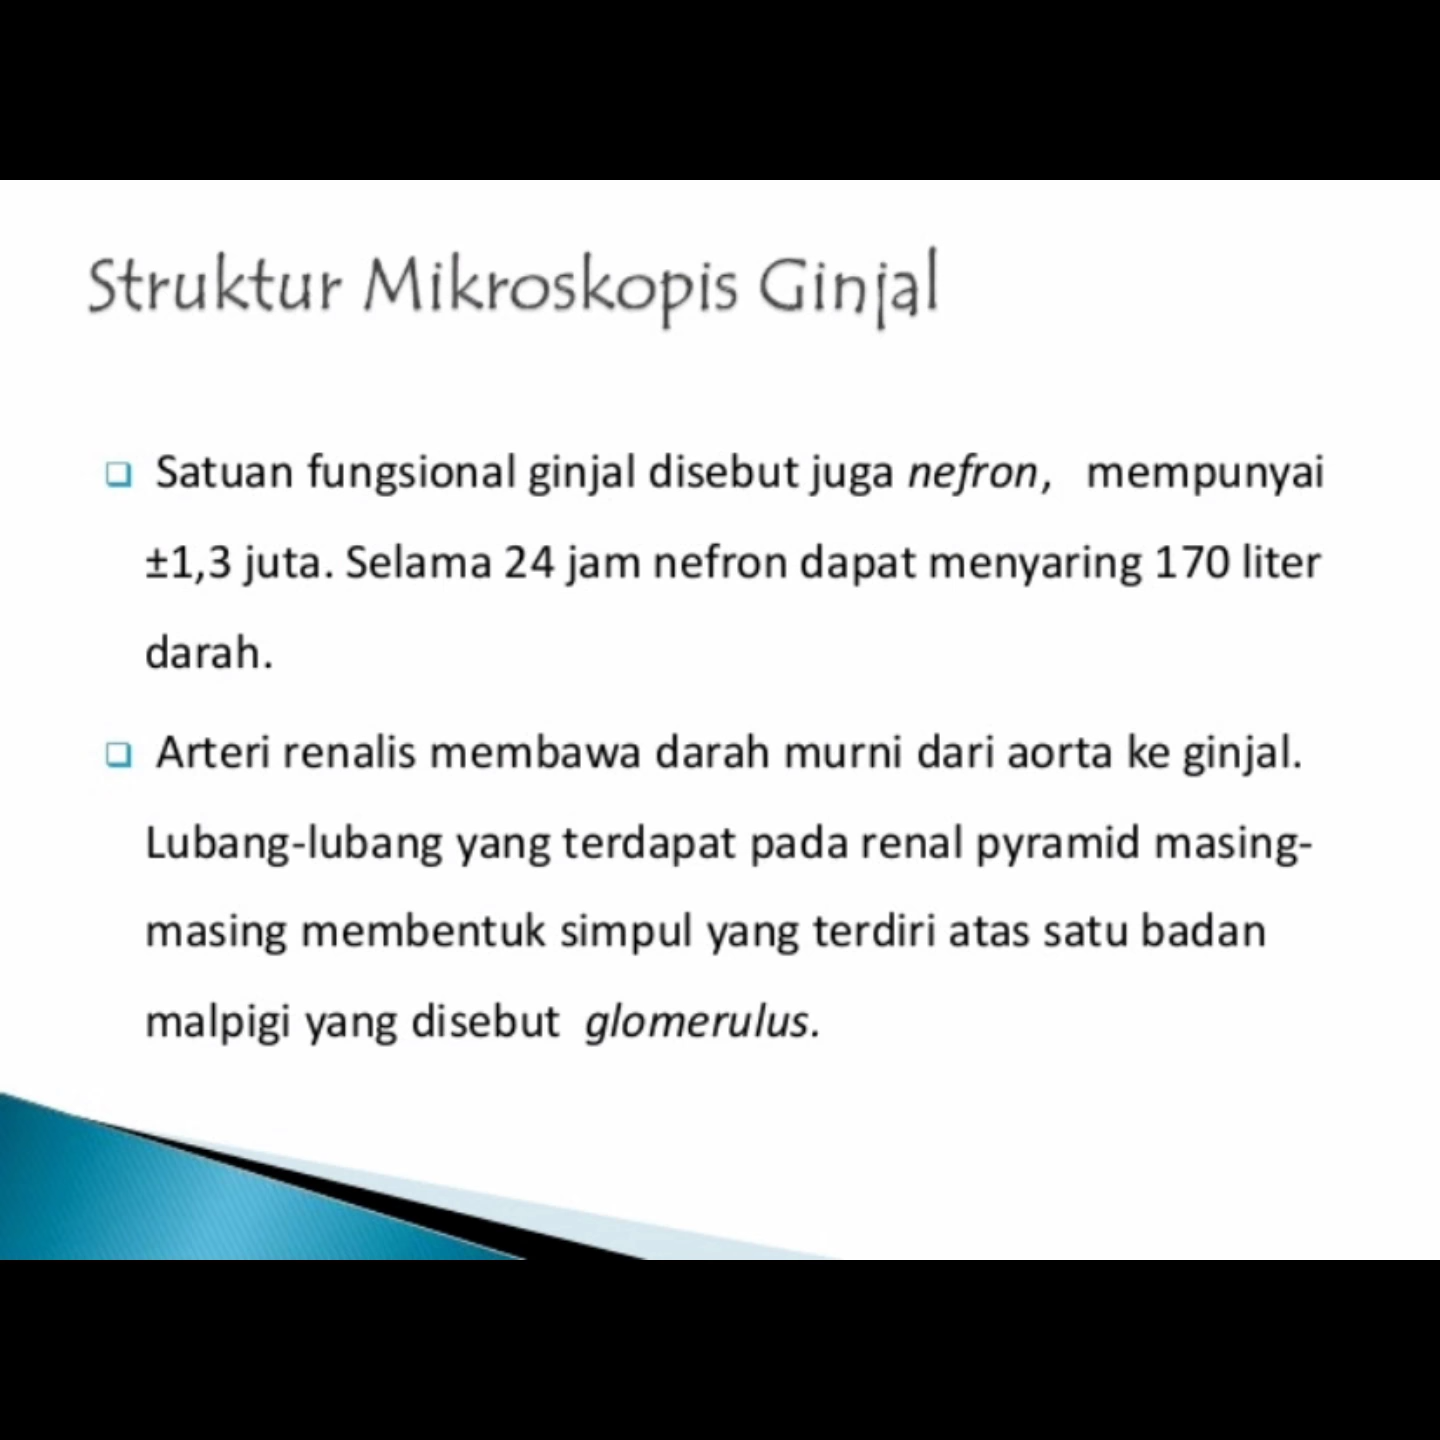 Struktur Mikroskopis Ginjal
❑ Satuan fungsional ginjal disebut juga nefron, mempunyai
±1,3 juta. Selama 24 jam nefron dapat menyaring 170 liter
darah.
❑ Arteri renalis membawa darah murni dari aorta ke ginjal.
Lubang-lubang yang terdapat pada renal pyramid masing-
masing membentuk simpul yang terdiri atas satu badan
malpigi yang disebut glomerulus.